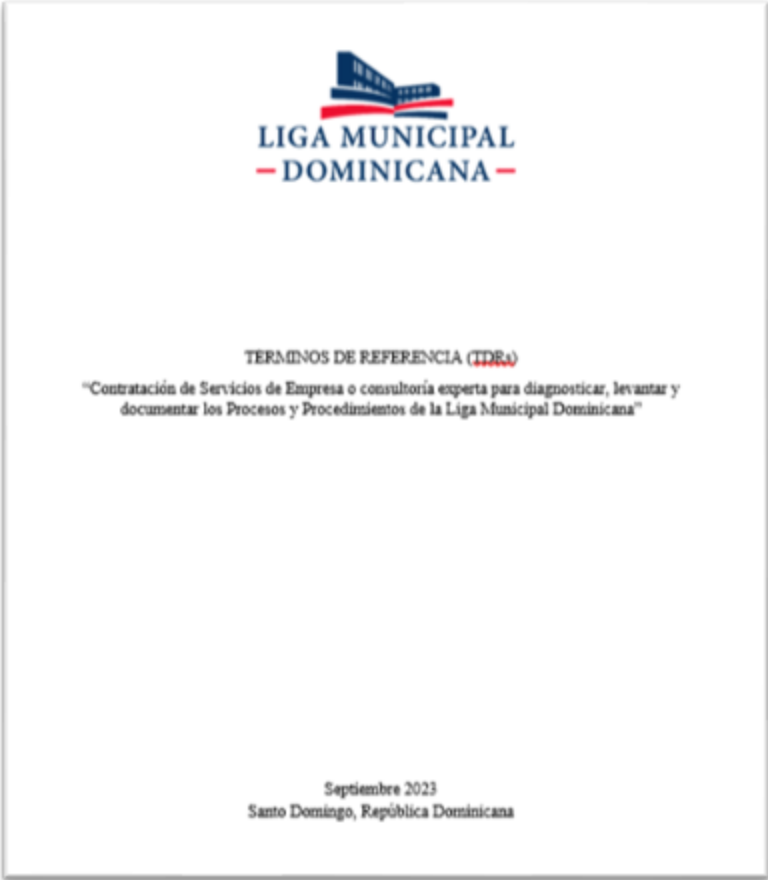 LIGA MUNICIPAL
DOMINICANA
TÉRMINOS DE REFERENCIA (TDRs)
“Contratación de Servicios de Empresa o consultoría experta para diagnosticar, levantar y
documentar los Procesos y Procedimientos de la Liga Municipal Dominicana”
Septiembre 2023
Santo Domingo, República Dominicana